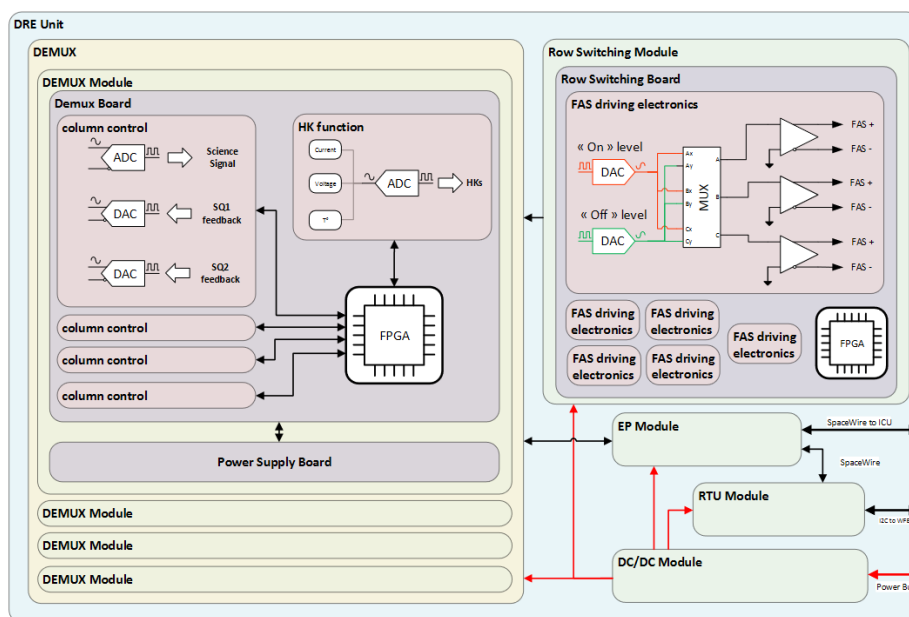 DRE Unit
DEMUX
DEMUX Module
Demux Board
column control
ADC
Science
Signal
DAC
SQ1
feedback
DAC
SQ2
feedback
HK function
Current
Voltage
T°
ADC
HKs
column control
column control
column control
FPGA
Power Supply Board
DEMUX Module
DEMUX Module
DEMUX Module
Row Switching Module
Row Switching Board
FAS driving electronics
« On » level
DAC
« Off » level
DAC
Ax
Ay
Bx
By
Cx
Cy
MUX
A
B
C
FAS +
FAS -
FAS +
FAS -
FAS +
FAS -
FAS driving
electronics
FAS driving
electronics
FAS driving
electronics
FAS driving
electronics
FAS driving
electronics
FPGA
EP Module
SpaceWire to ICU
SpaceWire
RTU Module
I2C to WFE
DC/DC Module
Power